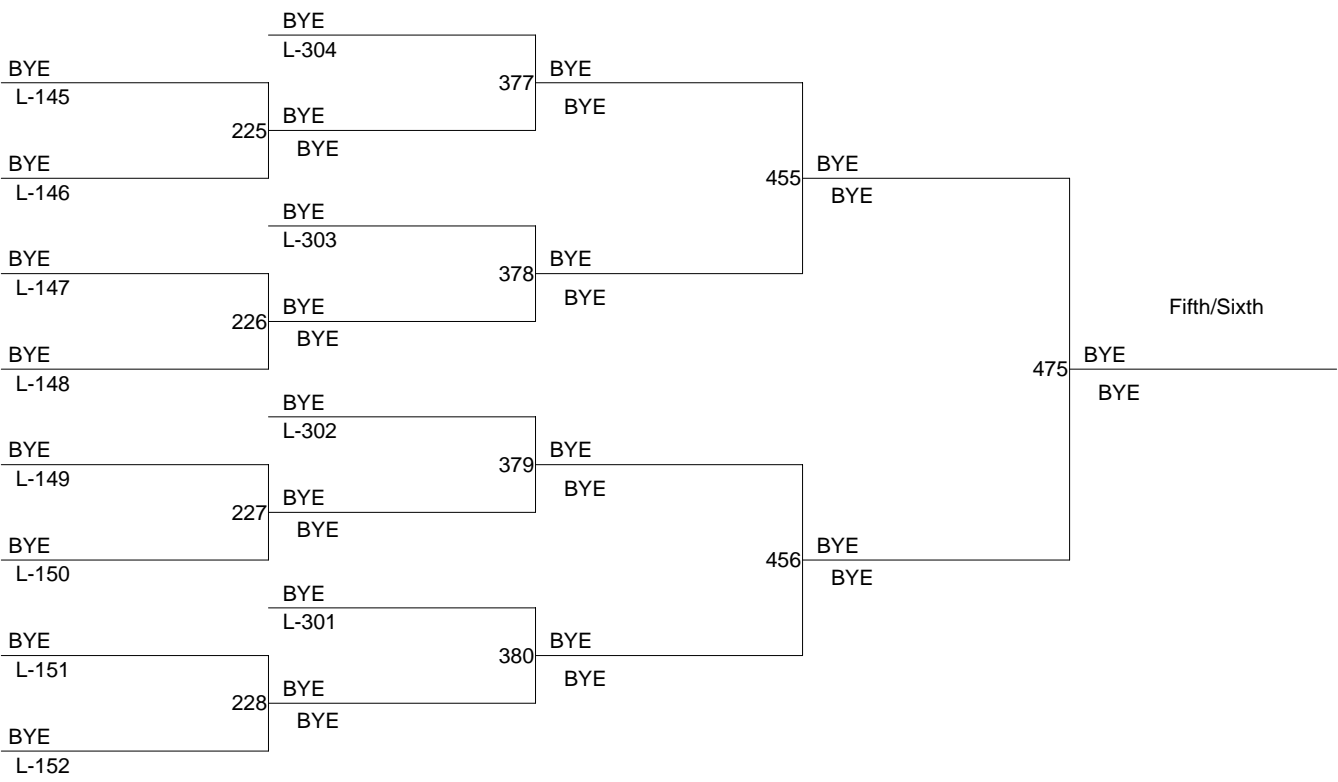 BYE
L-304
BYE
377 BYE
L-145
BYE
225 BYE
BYE
BYE
L-146
455 BYE
BYE
BYE
L-303
BYE
378 BYE
L-147
BYE
226 BYE
BYE
Fifth/Sixth
BYE
L-148
475 BYE
BYE
BYE
L-302
BYE
379 BYE
L-149
BYE
227 BYE
BYE
BYE
L-150
456 BYE
BYE
BYE
L-301
BYE
380 BYE
L-151
BYE
228 BYE
BYE
BYE
L-152